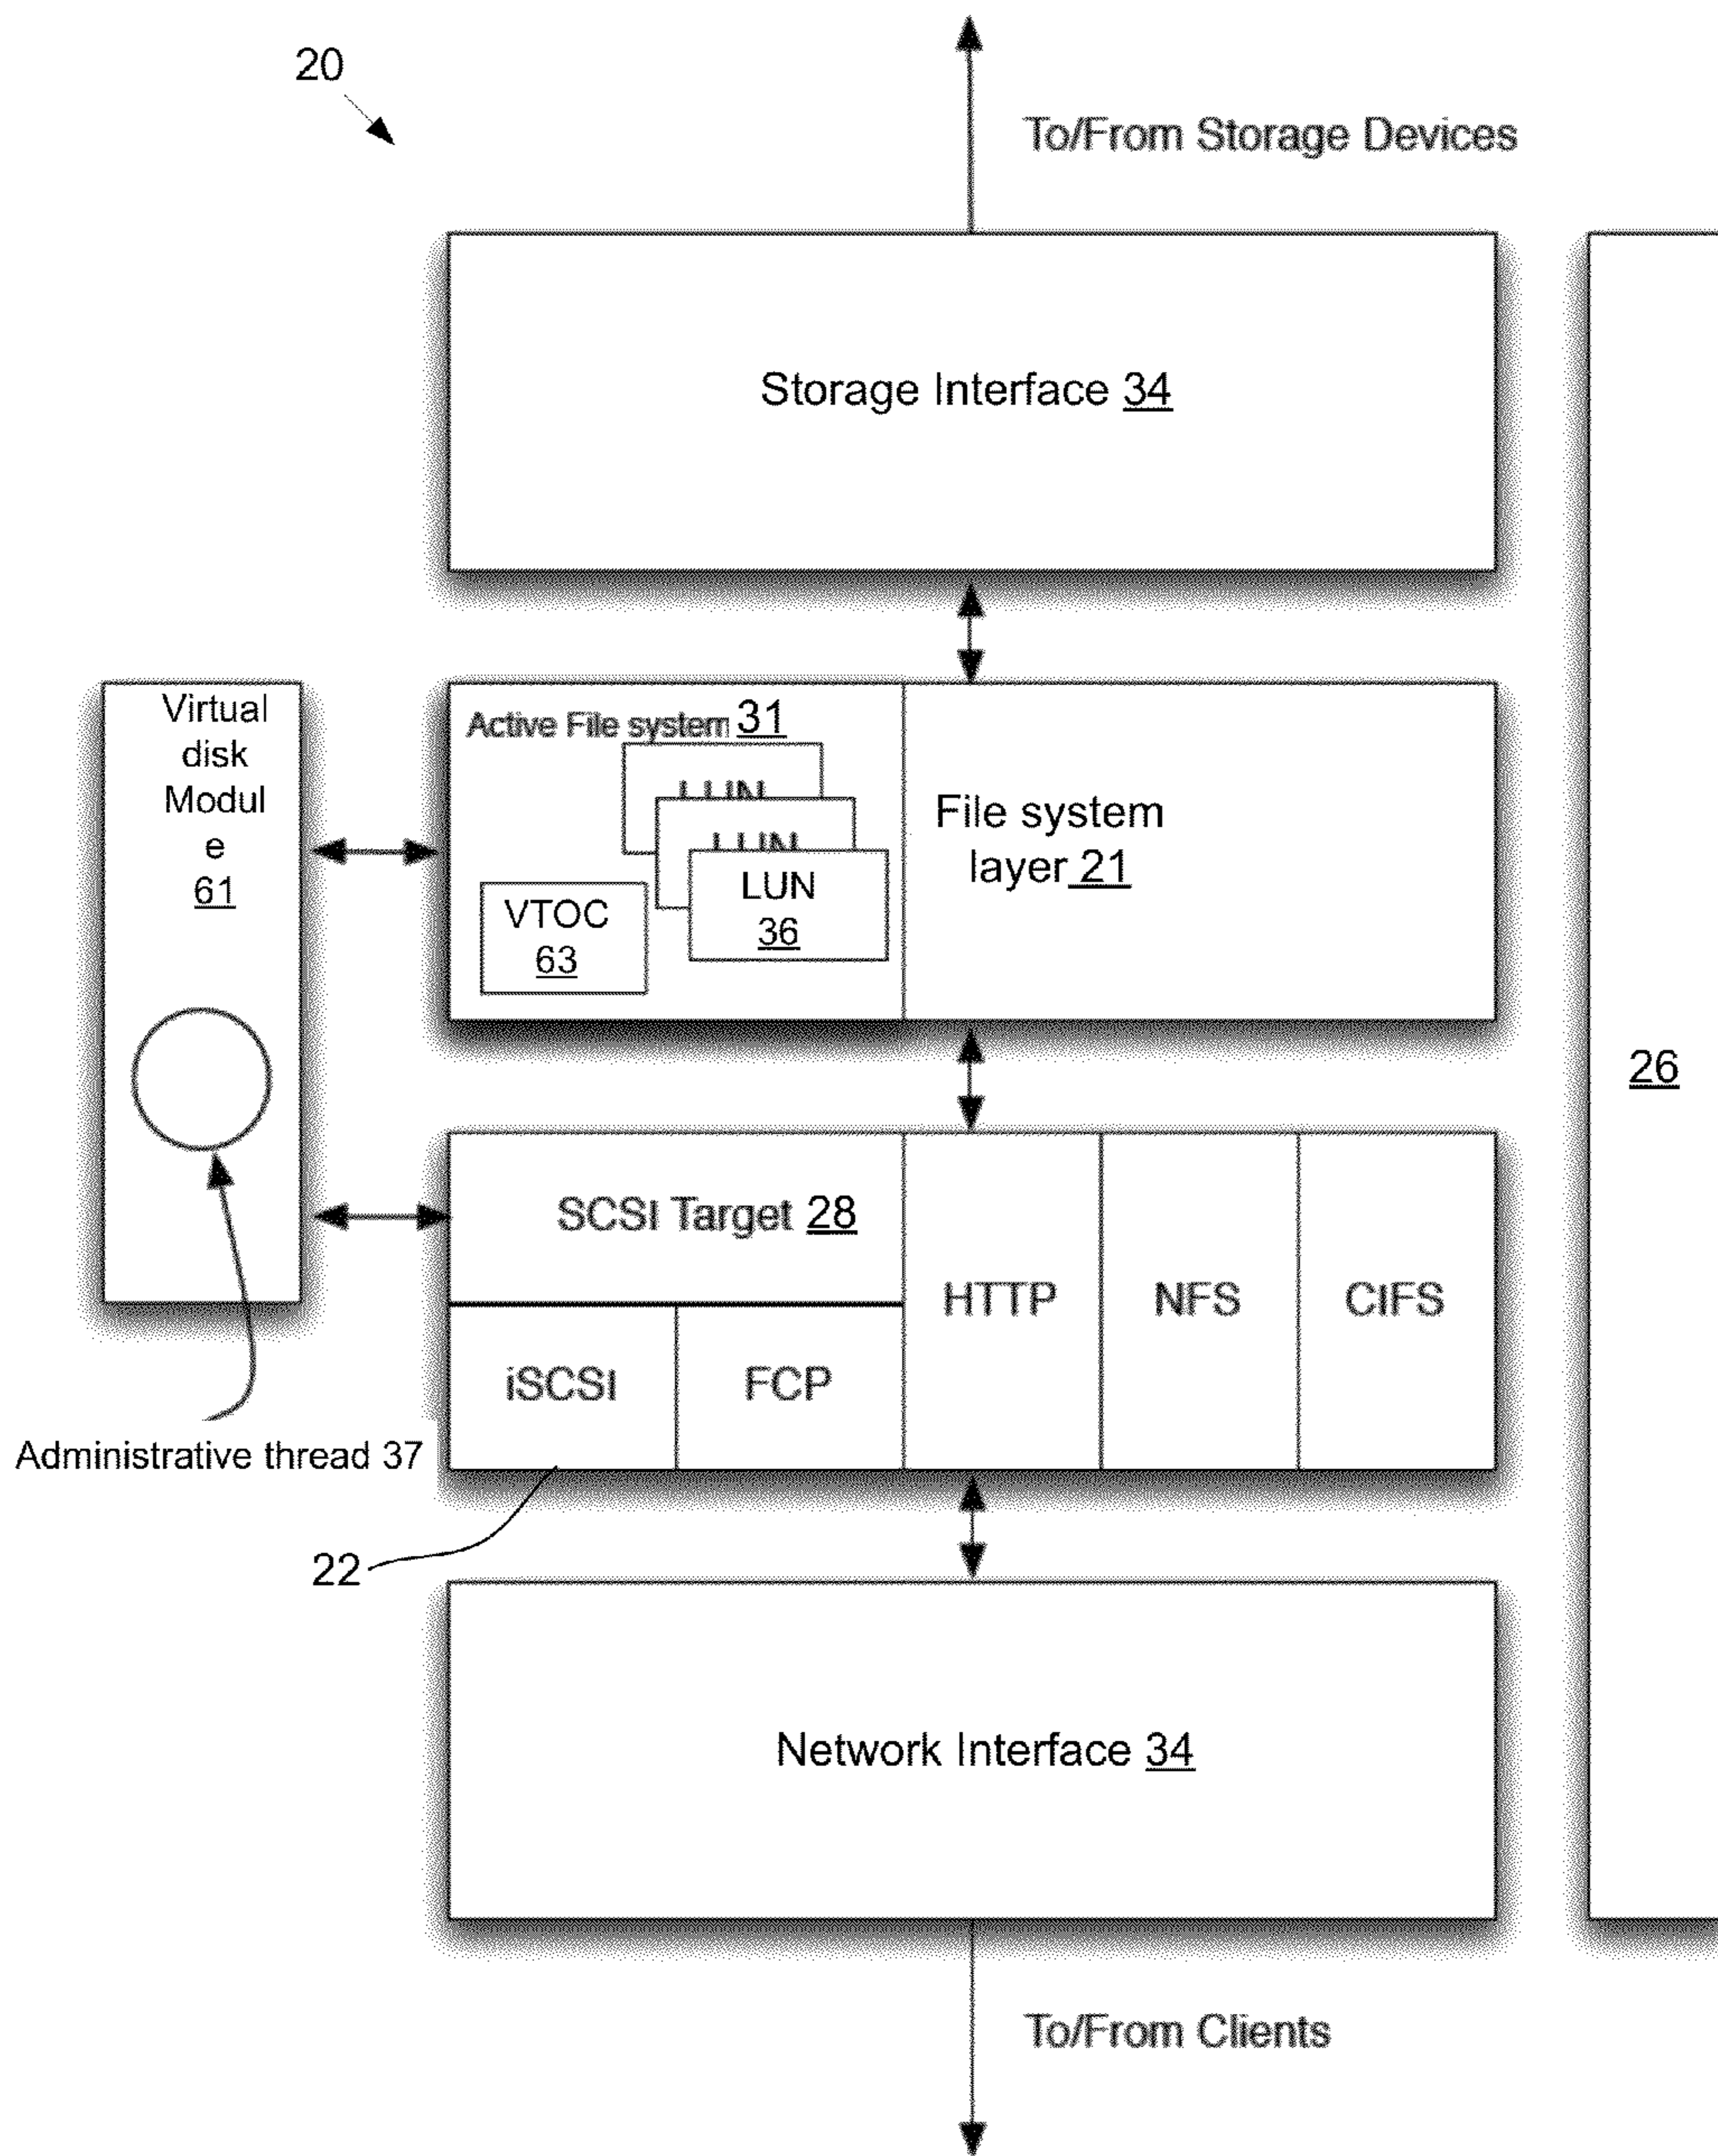 20
To/From Storage Devices
Storage Interface 34
Virtual
disk
Modul
e
61
Active File system 31
LUN
LUN
LUN
36
VTOC
63
File system
layer 21
26
SCSI Target 28
HTTP
NFS
CIFS
iSCSI
FCP
Administrative thread 37
22
Network Interface 34
To/From Clients